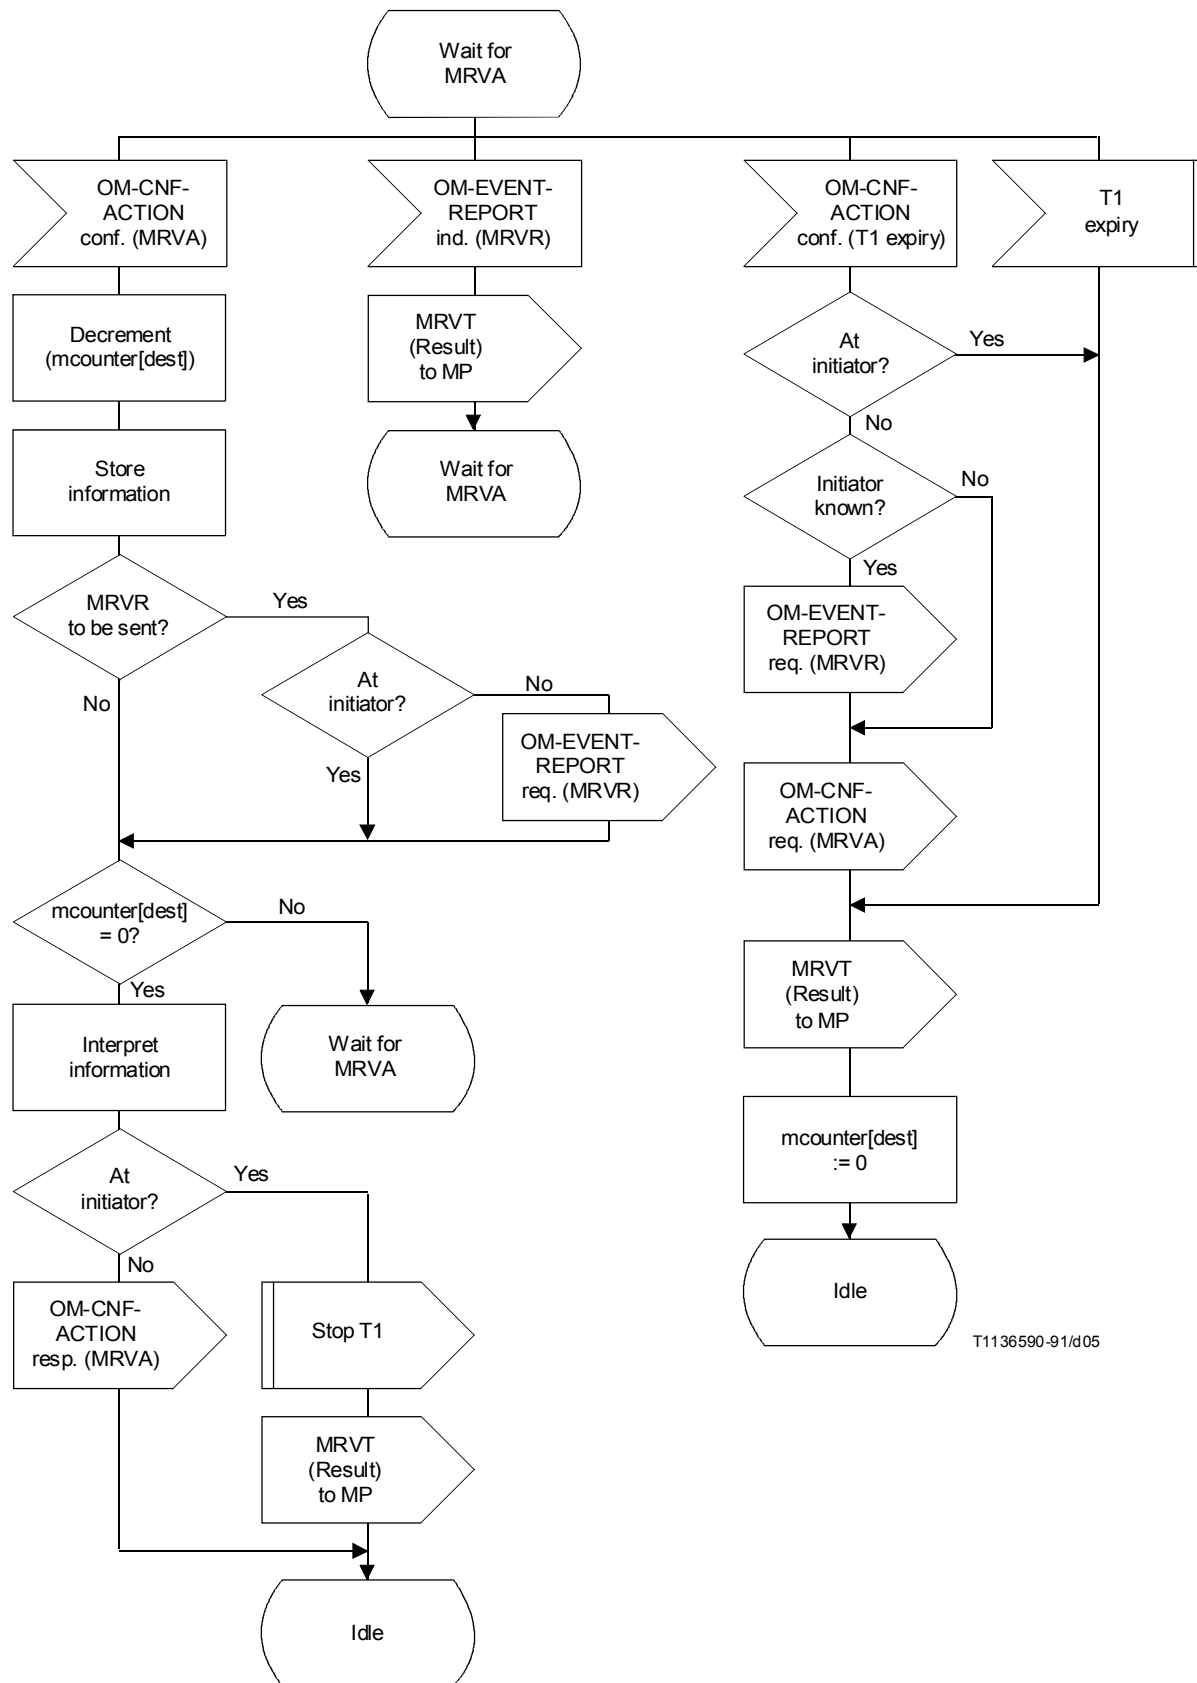 Wait for
MRVA
OM-CNF-
ACTION
conf. (MRVA)
OM-EVENT-
REPORT
ind. (MRVR)
OM-CNF-
ACTION
conf. (T1 expiry)
T1
expiry
Decrement
(mcounter[dest])
MRVT
(Result)
to MP
At
initiator?
Yes
No
Store
information
Wait for
MRVA
Initiator
known?
No
Yes
MRVR
to be sent?
Yes
No
At
initiator?
No
Yes
OM-EVENT-
REPORT
req. (MRVR)
OM-EVENT-
REPORT
req. (MRVR)
OM-CNF-
ACTION
req. (MRVA)
mcounter[dest]
= 0?
No
Yes
MRVT
(Result)
to MP
Interpret
information
Wait for
MRVA
mcounter[dest]
:= 0
At
initiator?
Yes
No
Idle
OM-CNF-
ACTION
resp. (MRVA)
Stop T1
T1136590-91/d05
MRVT
(Result)
to MP
Idle